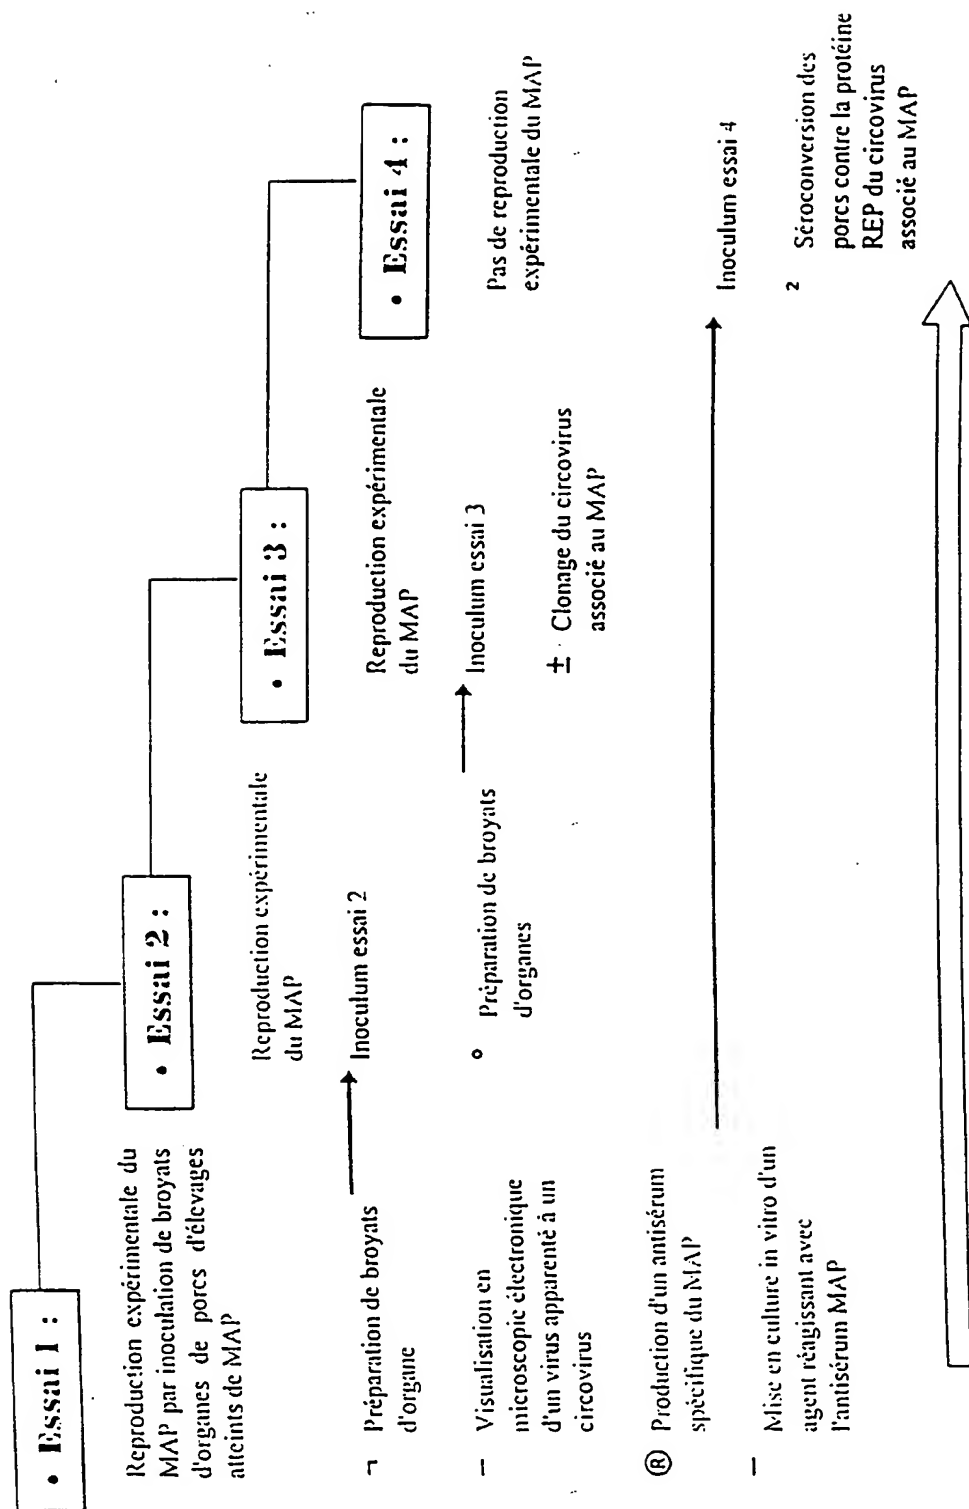 • Essai 1 :
Reproduction expérimentale du
MAP par inoculation de broyats
d'organes de porcs d'élevages
atteints de MAP
¬ Préparation de broyats
d'organe
– Visualisation en
microscopie électronique
d'un virus apparenté à un
circovirus
® Production d'un antisérum
spécifique du MAP
– Mise en culture in vitro d'un
agent réagissant avec
l'antisérum MAP
• Essai 2 :
Reproduction expérimentale
du MAP
Inoculum essai 2
° Préparation de broyats
d'organes
• Essai 3 :
Reproduction expérimentale
du MAP
Inoculum essai 3
± · Clonage du circovirus
associé au MAP
• Essai 4 :
Pas de reproduction
expérimentale du MAP
Inoculum essai 4
² Séroconversion des
porcs contre la protéine
REP du circovirus
associé au MAP